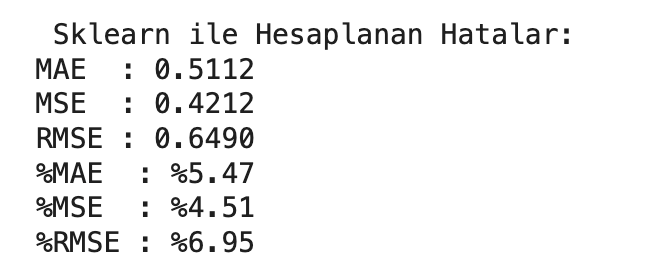 Sklearn ile Hesaplanan Hatalar:
MAE  : 0.5112
MSE  : 0.4212
RMSE : 0.6490
%MAE  : %5.47
%MSE  : %4.51
%RMSE : %6.95